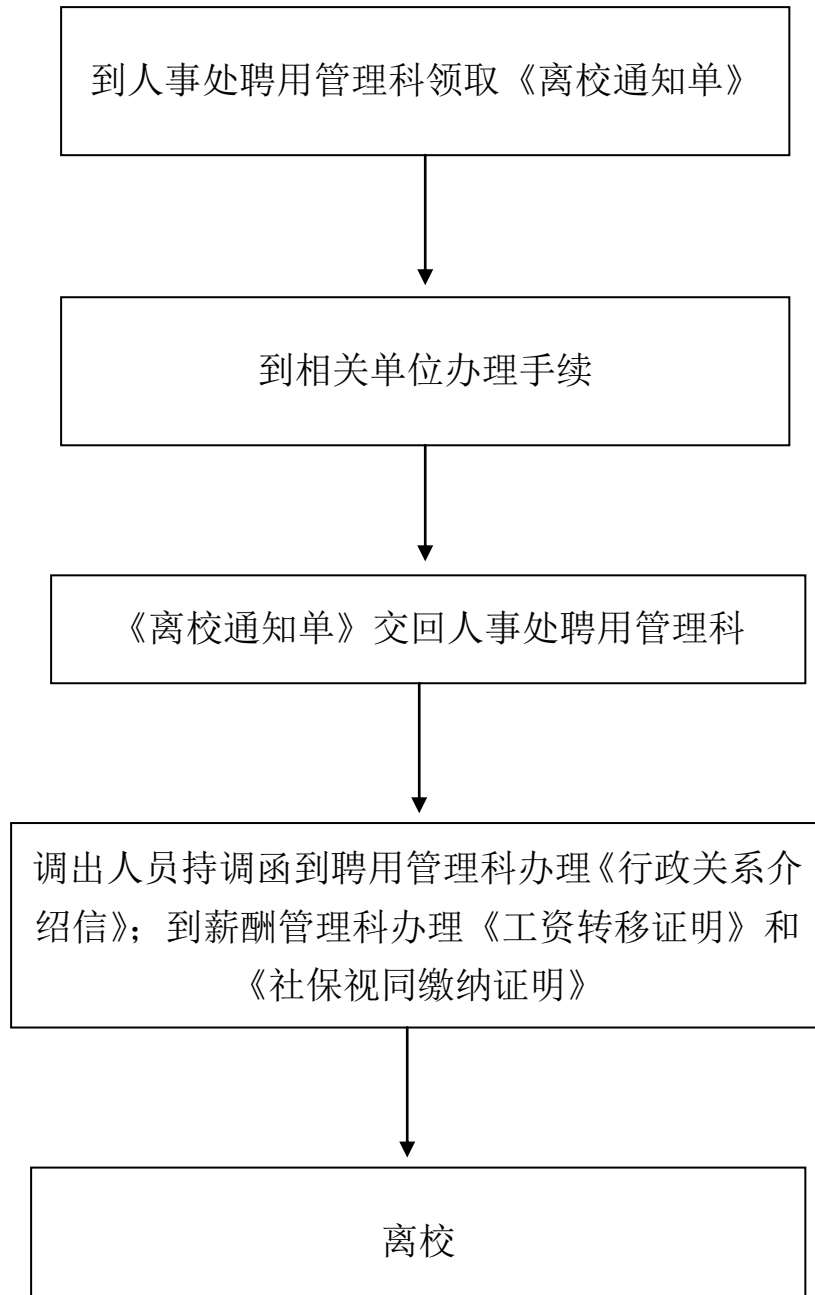 到人事处聘用管理科领取《离校通知单》
到相关单位办理手续
《离校通知单》交回人事处聘用管理科
调出人员持调函到聘用管理科办理《行政关系介
绍信》；到薪酬管理科办理《工资转移证明》和
《社保视同缴纳证明》
离校